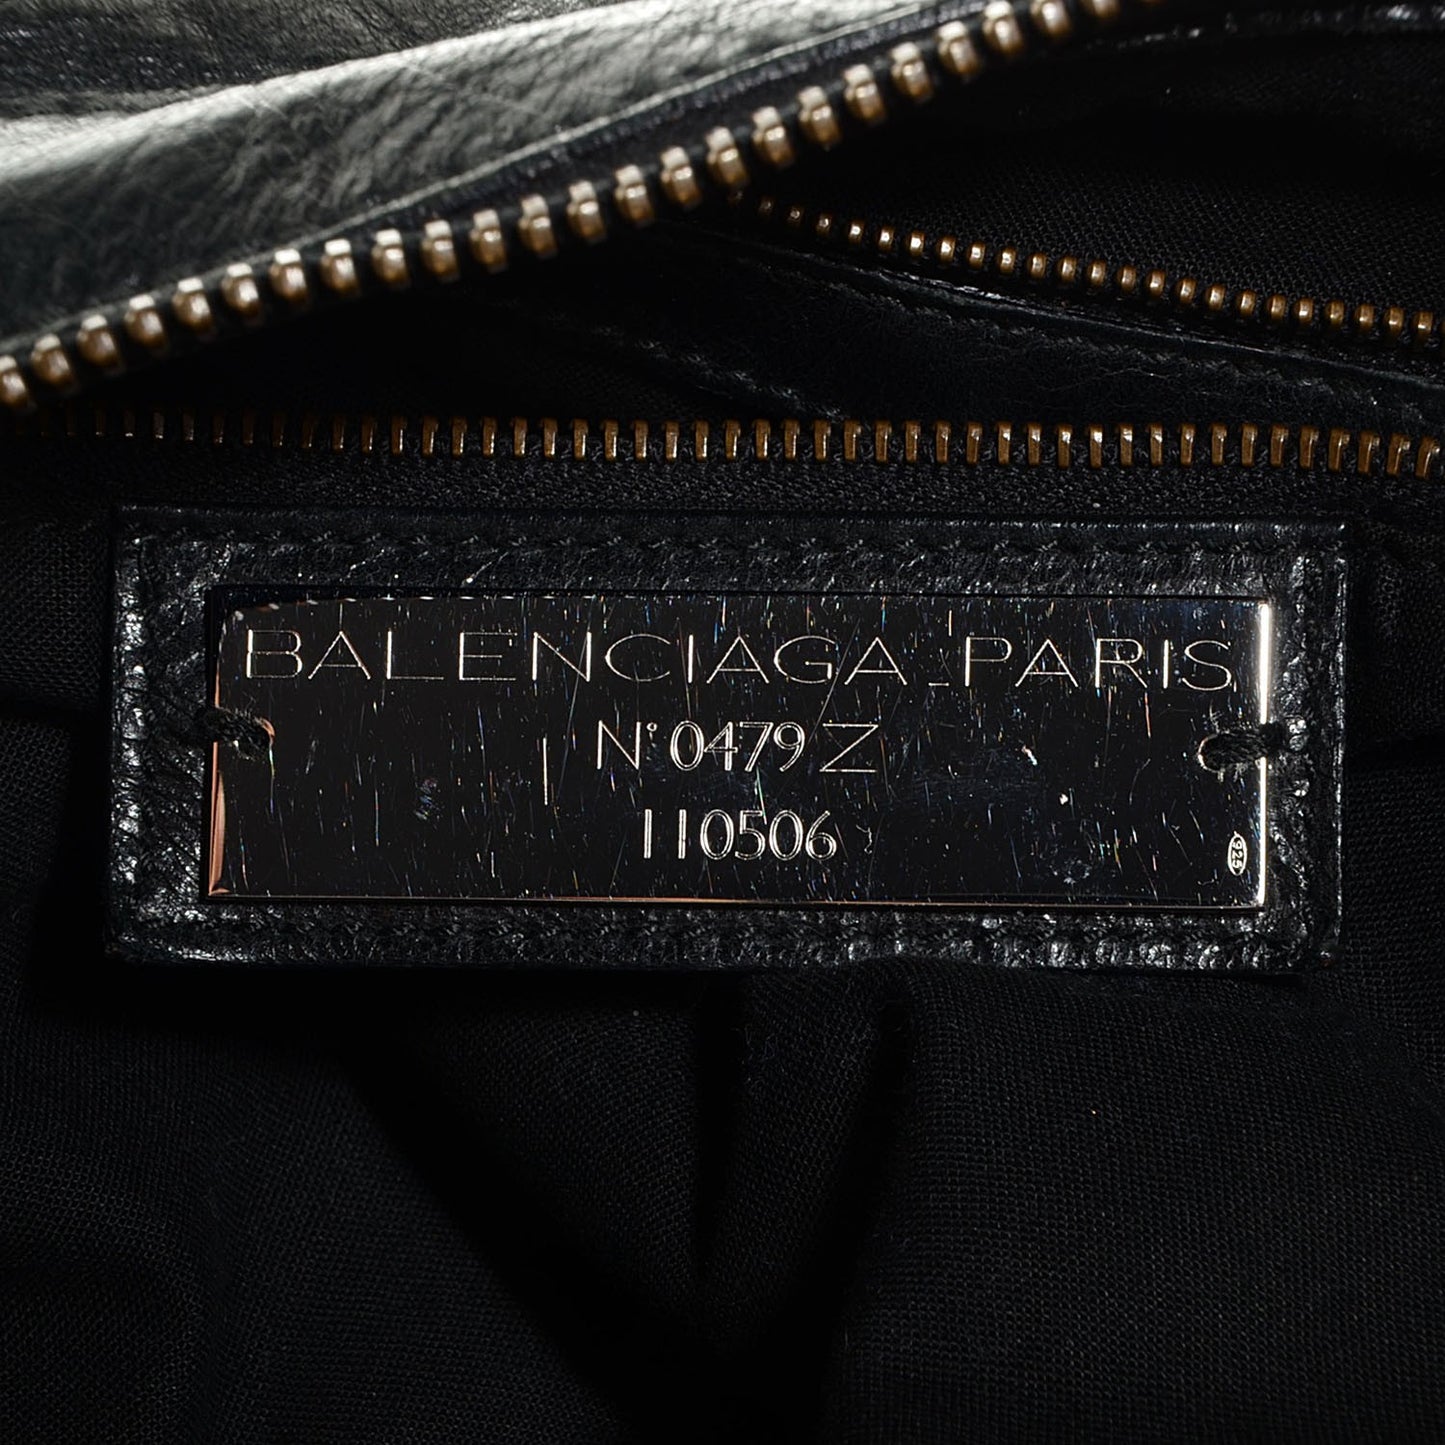 BALENCIAGA PARIS
N° 0479 Z
110506
925